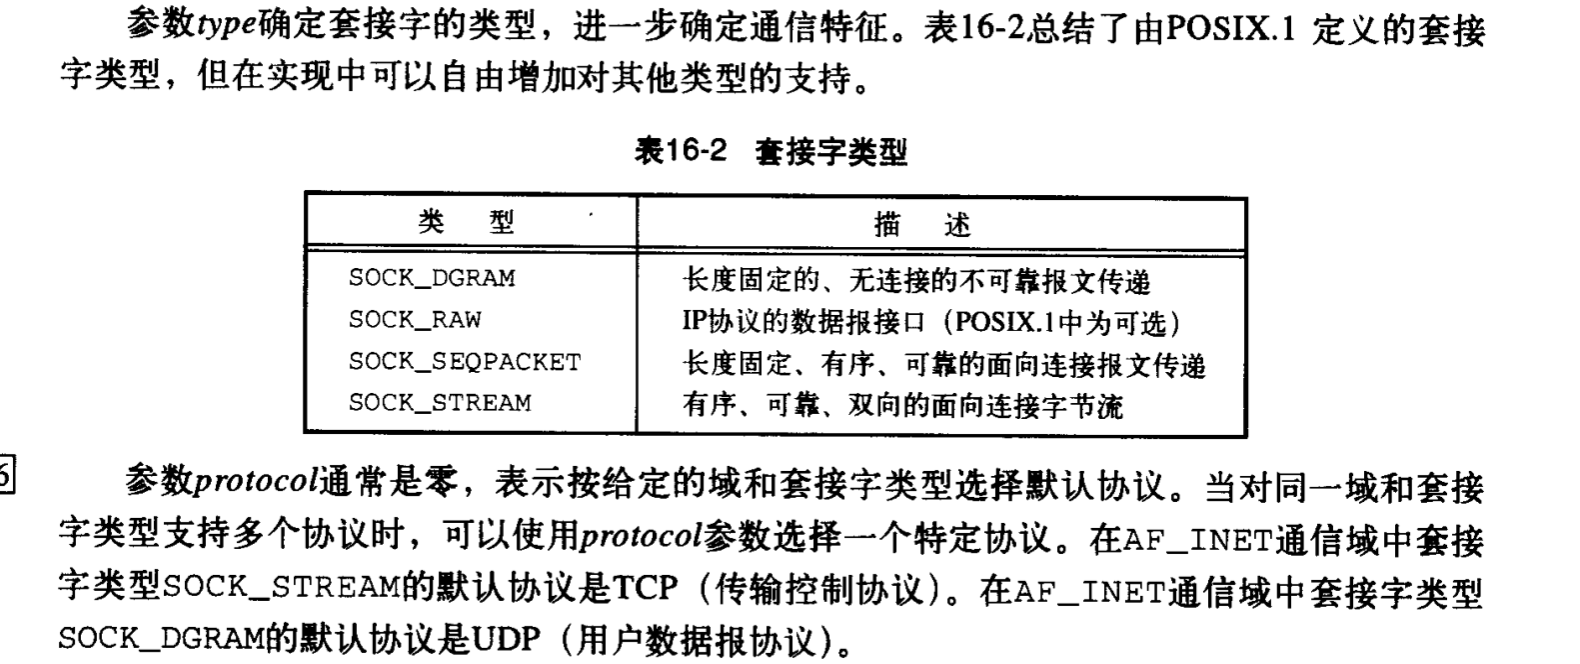 参数type确定套接字的类型，进一步确定通信特征。表16-2总结了由POSIX.1 定义的套接
字类型，但在实现中可以自由增加对其他类型的支持。
表16-2 套接字类型
类 型 描 述
SOCK_DGRAM 长度固定的、无连接的不可靠报文传递
SOCK_RAW IP协议的数据报接口（POSIX.1中为可选）
SOCK_SEQPACKET 长度固定、有序、可靠的面向连接报文传递
SOCK_STREAM 有序、可靠、双向的面向连接字节流
参数protocol通常是零，表示按给定的域和套接字类型选择默认协议。当对同一域和套接
字类型支持多个协议时，可以使用protocol参数选择一个特定协议。在AF_INET通信域中套接
字类型SOCK_STREAM的默认协议是TCP（传输控制协议）。在AF_INET通信域中套接字类型
SOCK_DGRAM的默认协议是UDP（用户数据报协议）。